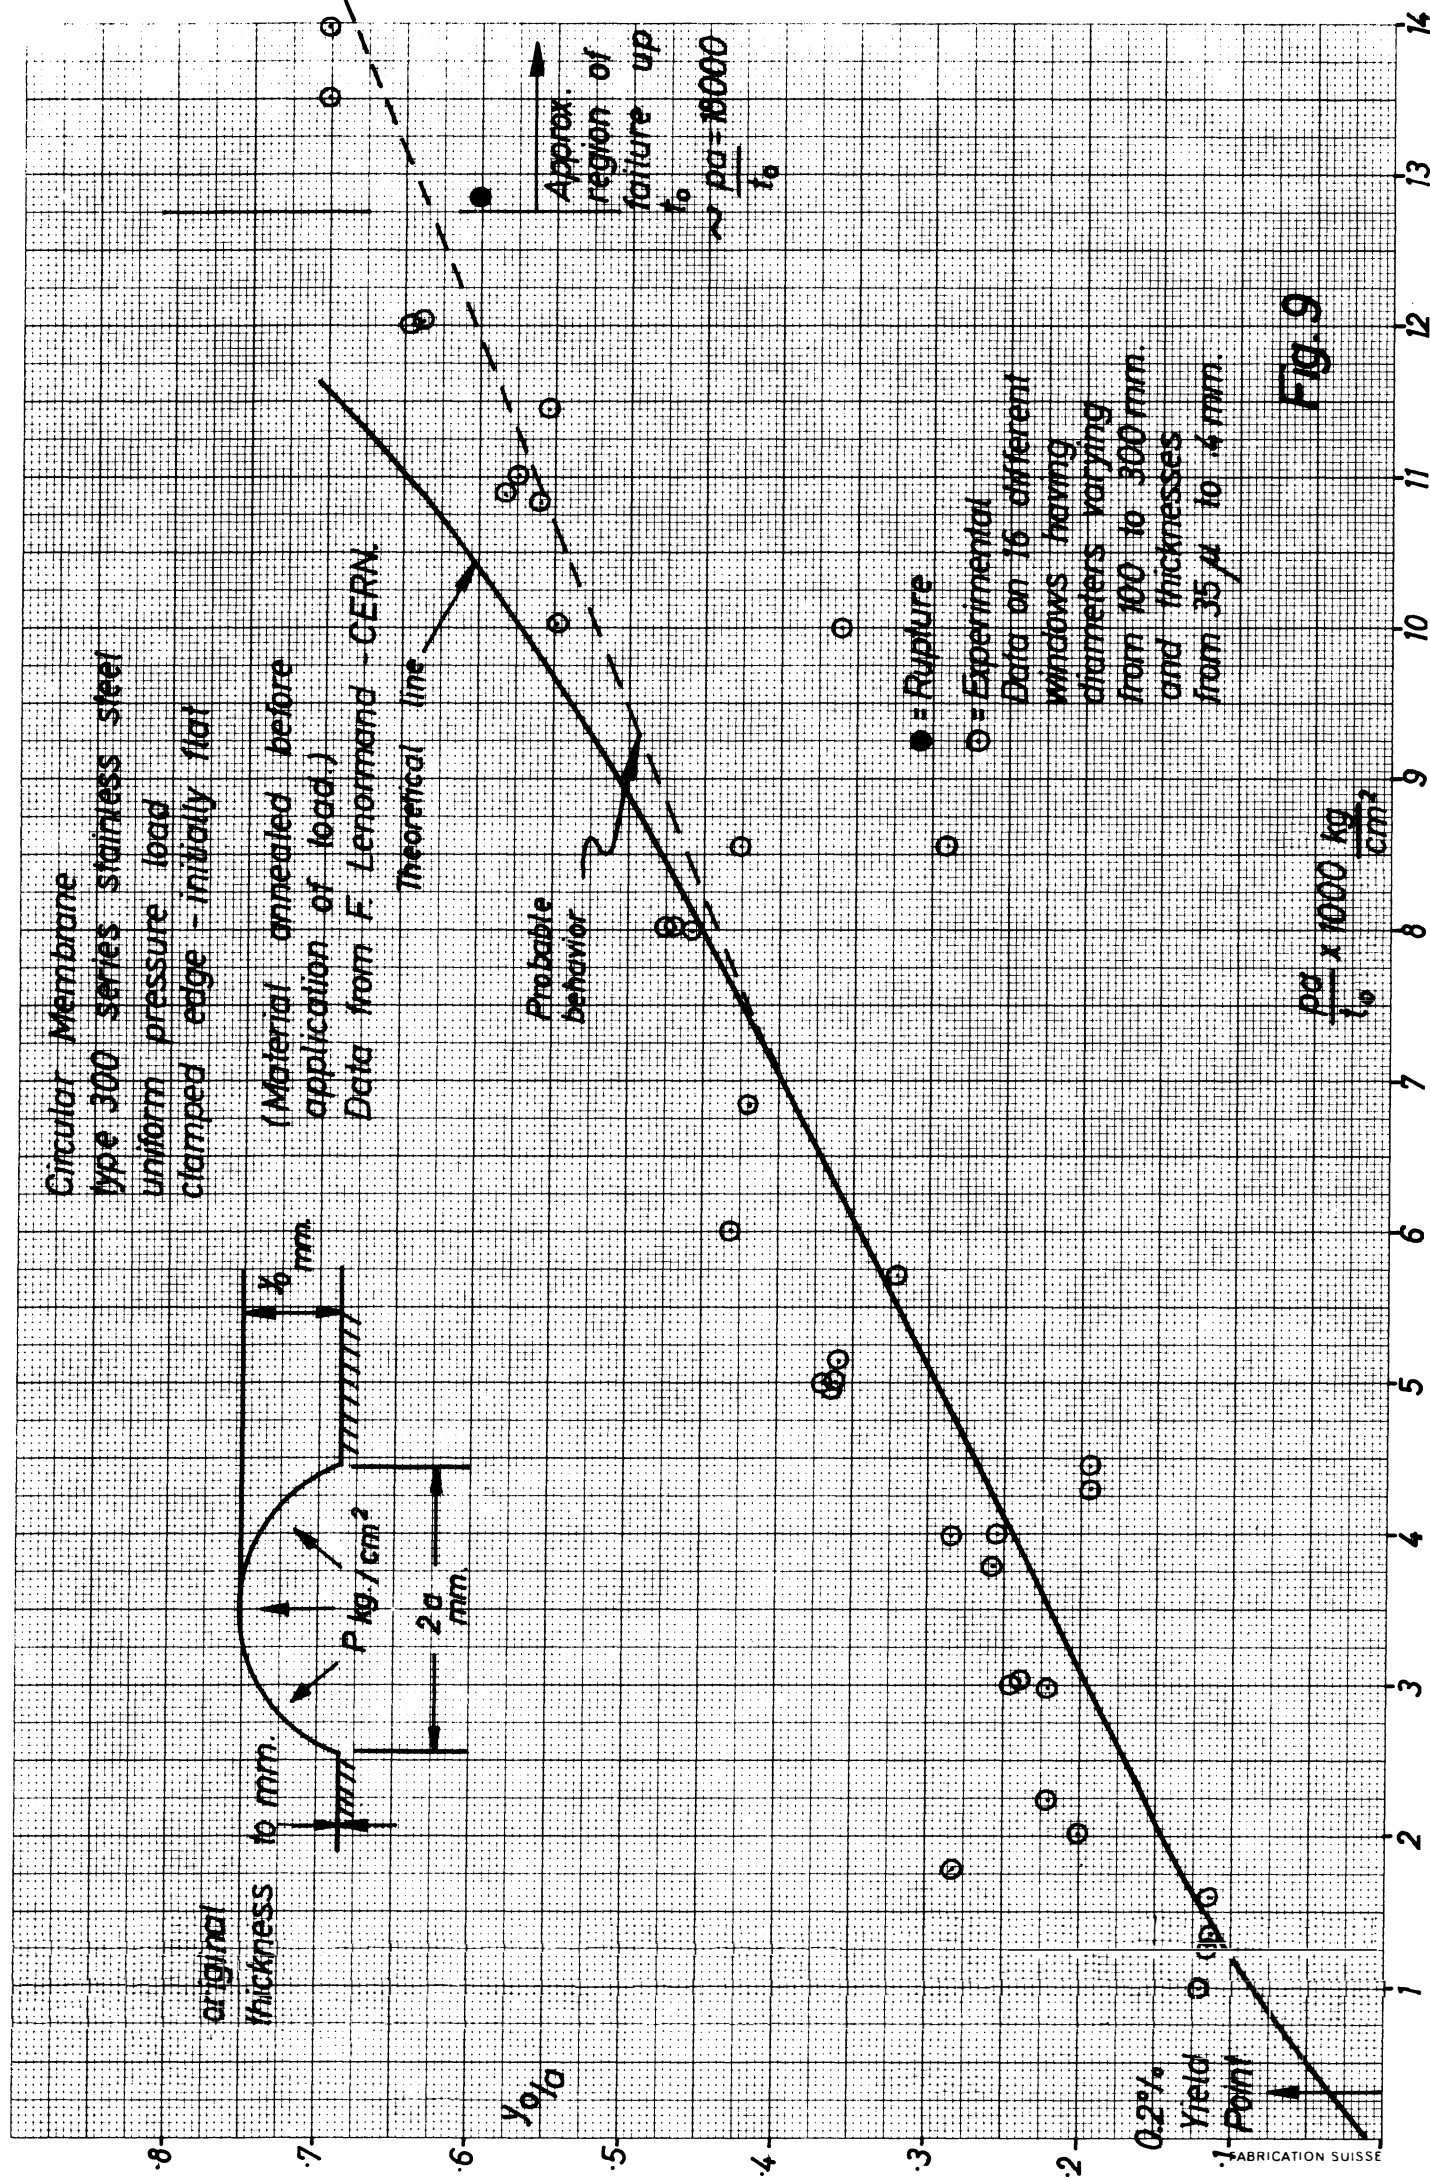 Circular Membrane
type 300 series stainless steel
uniform pressure load
clamped edge - initially flat
(Material annealed before
application of load.)
Data from F. Lenormand - CERN.
Theoretical line
Probable
behavior
original
thickness to mm.
P kg./cm²
2a
mm.
y₀
mm.
Approx.
region of
failure up
to
~ pa = 18000
t₀
● = Rupture
⊙ = Experimental
Data on 16 different
windows having
diameters varying
from 100 to 300 mm.
and thicknesses
from 35 μ to .4 mm.
Fig. 9
0.2%
Yield
Point
y₀/a
.8
.7
.6
.5
.4
.3
.2
.1
1 2 3 4 5 6 7 8 9 10 11 12 13 14
pa/t₀ x 1000 kg/cm²
FABRICATION SUISSE